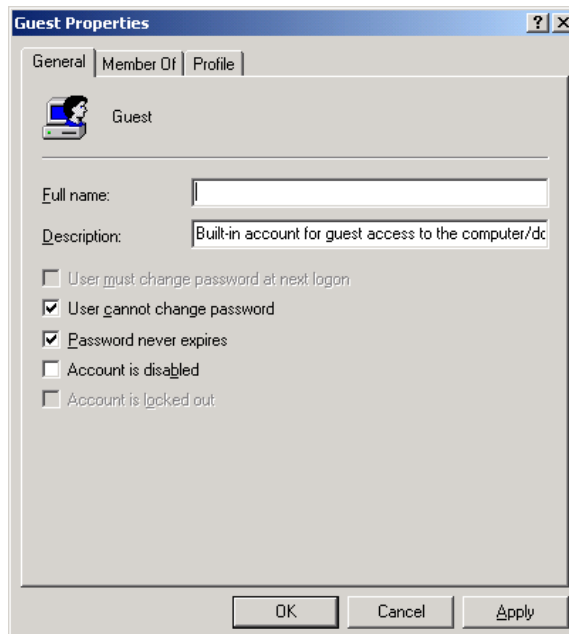 Guest Properties
General Member Of Profile
Guest
Full name:
Description: Built-in account for guest access to the computer/dc
User must change password at next logon
User cannot change password
Password never expires
Account is disabled
Account is locked out
OK Cancel Apply